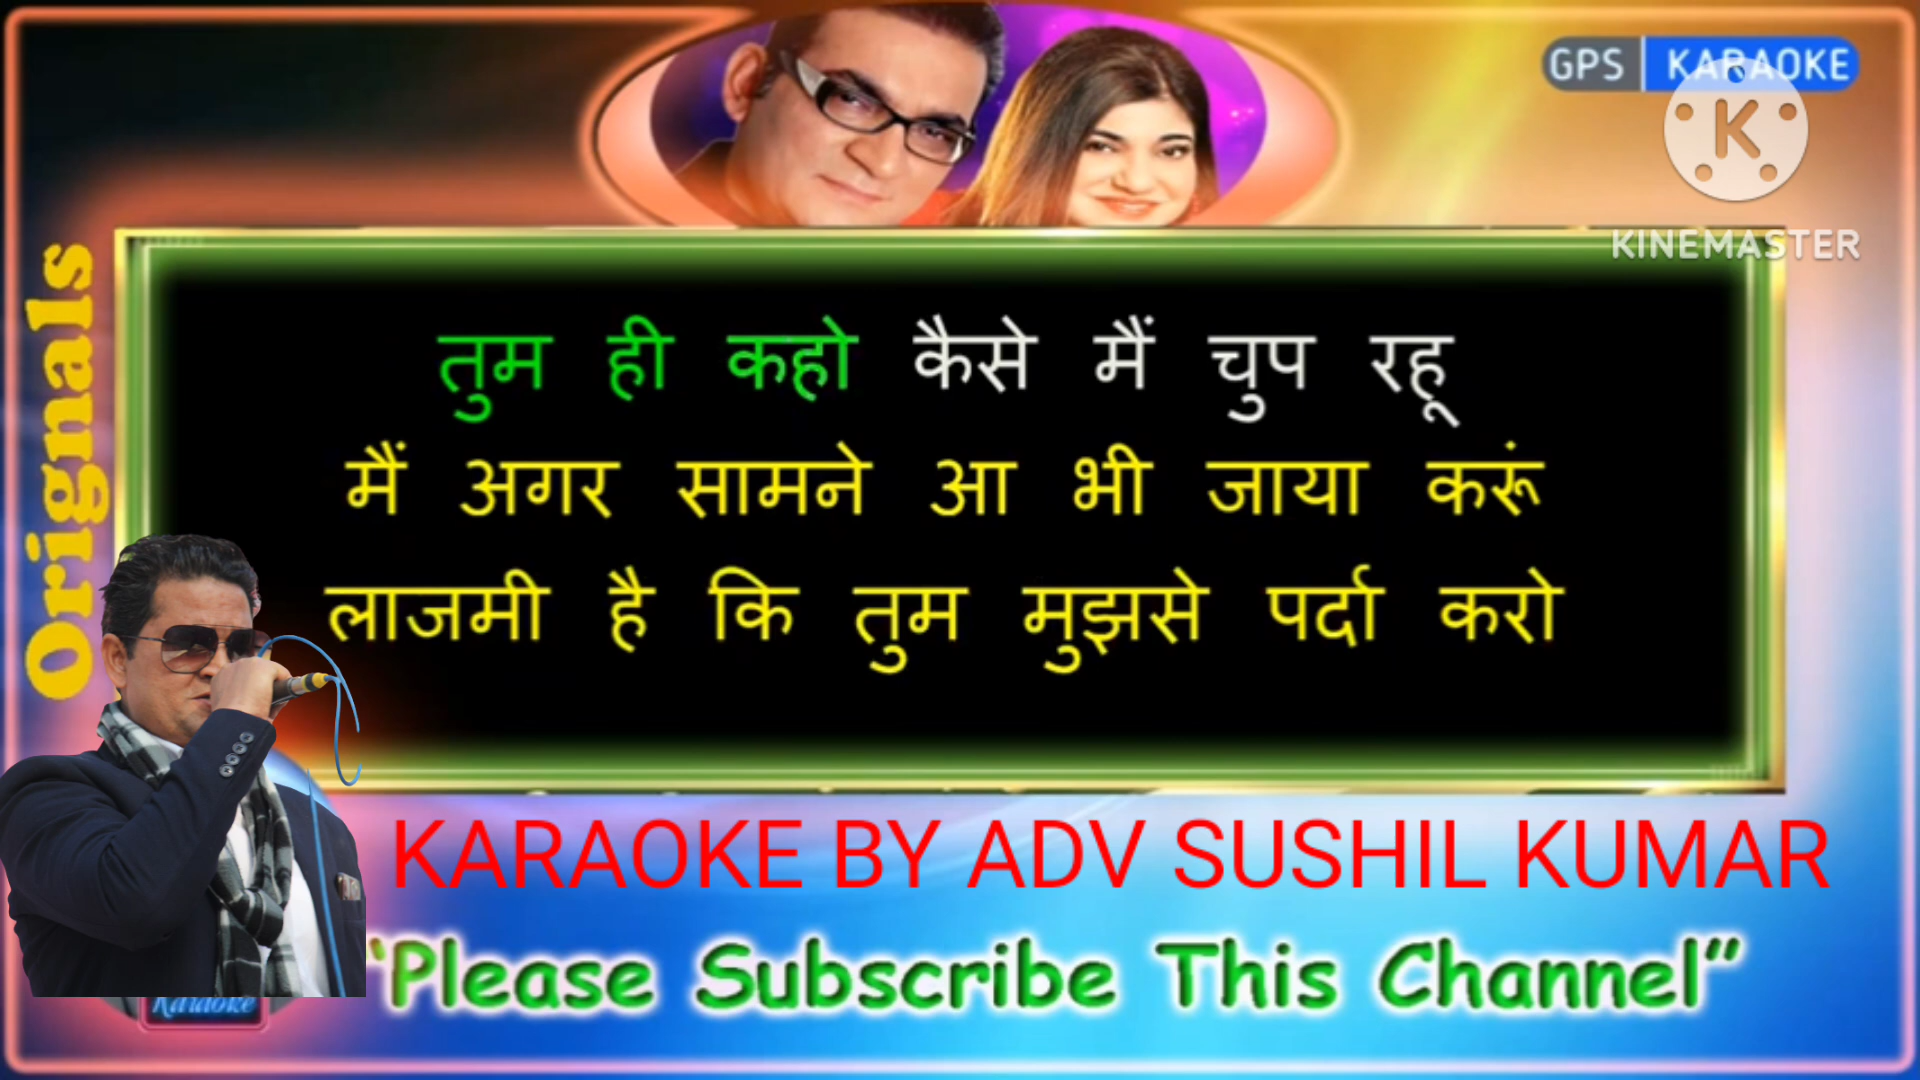 GPS KARAOKE
K
KINEMASTER
Orignals
तुम ही कहो कैसे मैं चुप रहू
मैं अगर सामने आ भी जाया करूं
लाजमी है कि तुम मुझसे पर्दा करो
KARAOKE BY ADV SUSHIL KUMAR
“Please Subscribe This Channel”
Karaoke